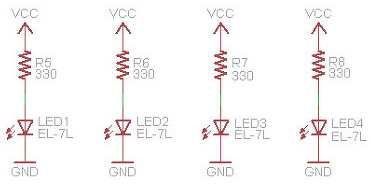 VCC VCC VCC VCC
R5 R6 R7 R8
330 330 330 330
LED1 LED2 LED3 LED4
EL-7L EL-7L EL-7L EL-7L
GND GND GND GND